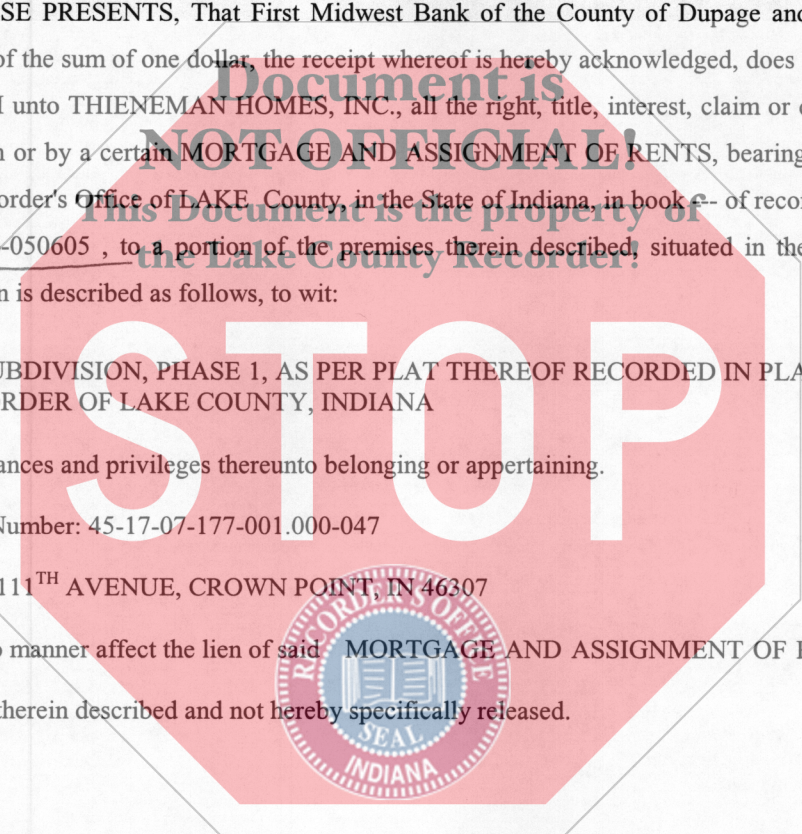 SE PRESENTS, That First Midwest Bank of the County of Dupage and
of the sum of one dollar, the receipt whereof is hereby acknowledged, does
Document is
unto THIENEMAN HOMES, INC., all the right, title, interest, claim or
NOT OFFICIAL!
or by a certain MORTGAGE AND ASSIGNMENT OF RENTS, bearing
order's Office of LAKE County, in the State of Indiana, in book --- of recor
This Document is the property of
-050605 , to a portion of the premises therein described, situated in the
the Lake County Recorder!
n is described as follows, to wit:
STOP
UBDIVISION, PHASE 1, AS PER PLAT THEREOF RECORDED IN PLA
RDER OF LAKE COUNTY, INDIANA
ances and privileges thereunto belonging or appertaining.
Number: 45-17-07-177-001.000-047
111TH AVENUE, CROWN POINT, IN 46307
RECORDER'S OFFICE
o manner affect the lien of said MORTGAGE AND ASSIGNMENT OF
therein described and not hereby specifically released.
SEAL
INDIANA